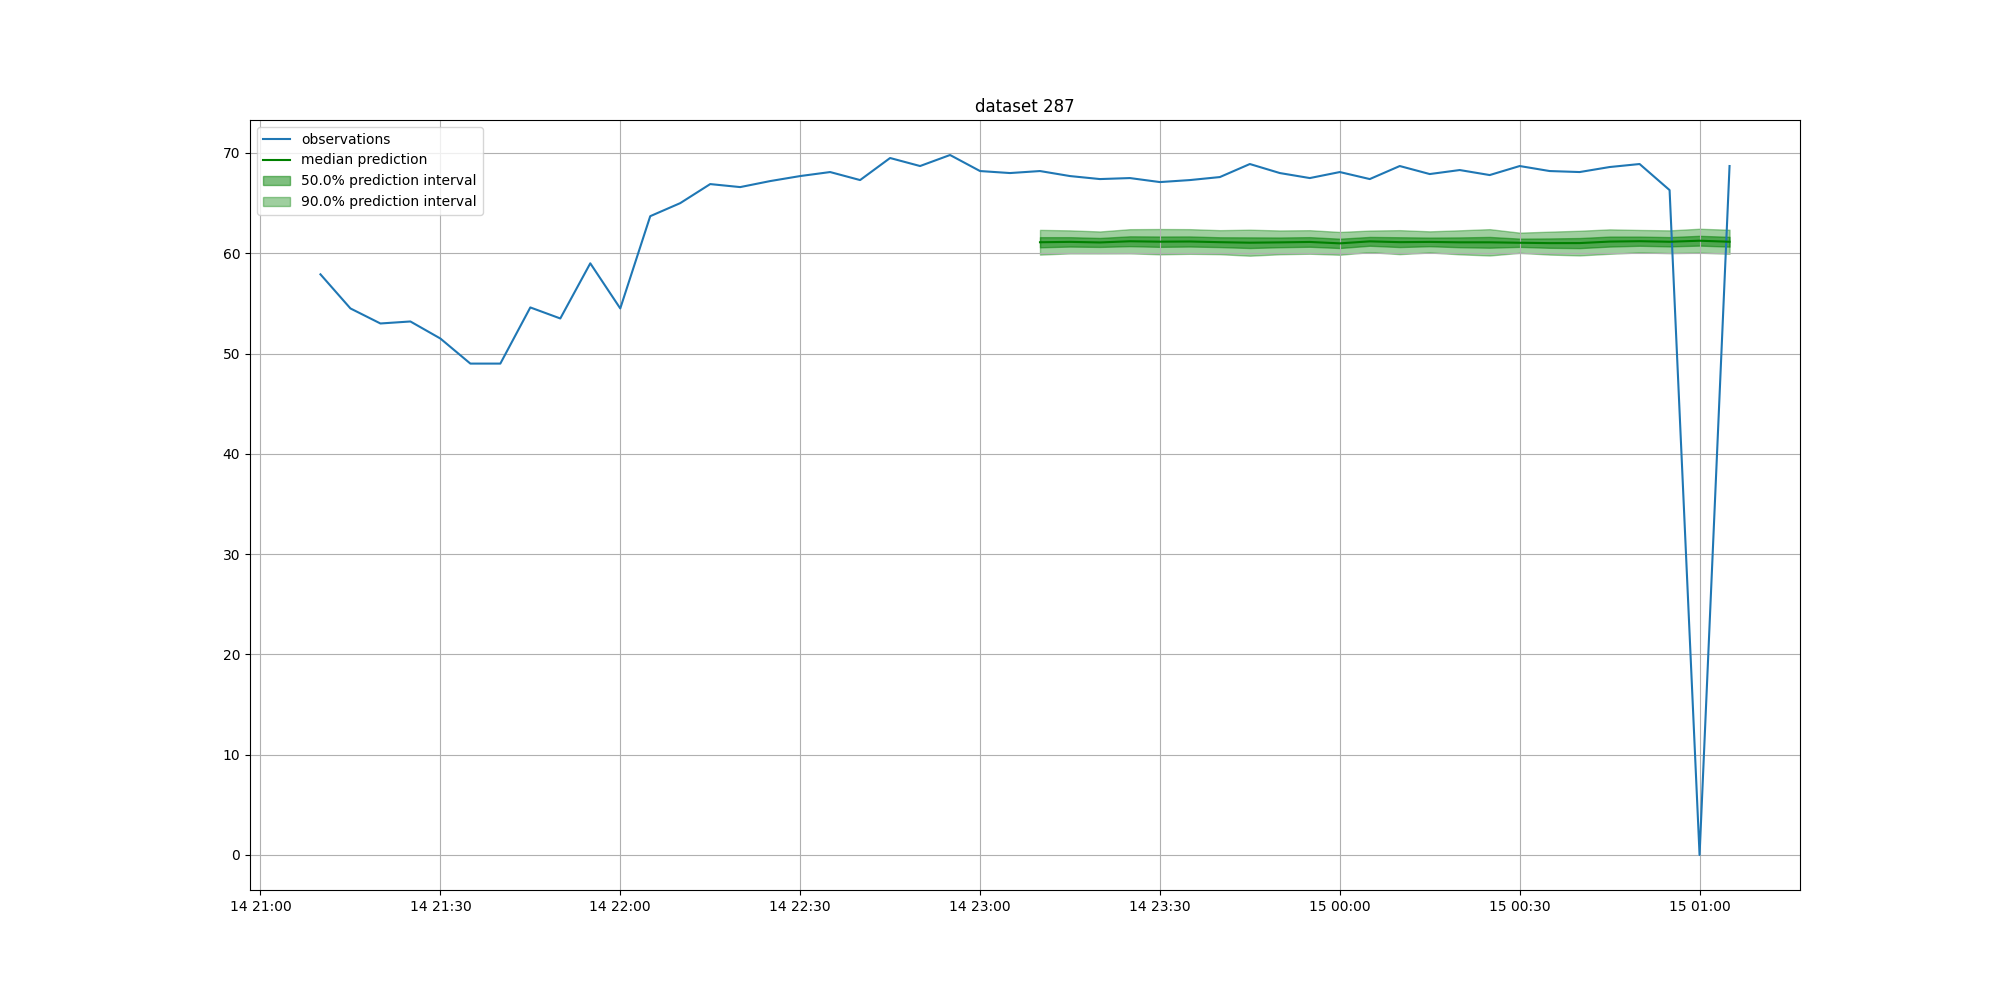 dataset 287
observations
median prediction
50.0% prediction interval
90.0% prediction interval
70
60
50
40
30
20
10
0
14 21:00 14 21:30 14 22:00 14 22:30 14 23:00 14 23:30 15 00:00 15 00:30 15 01:00